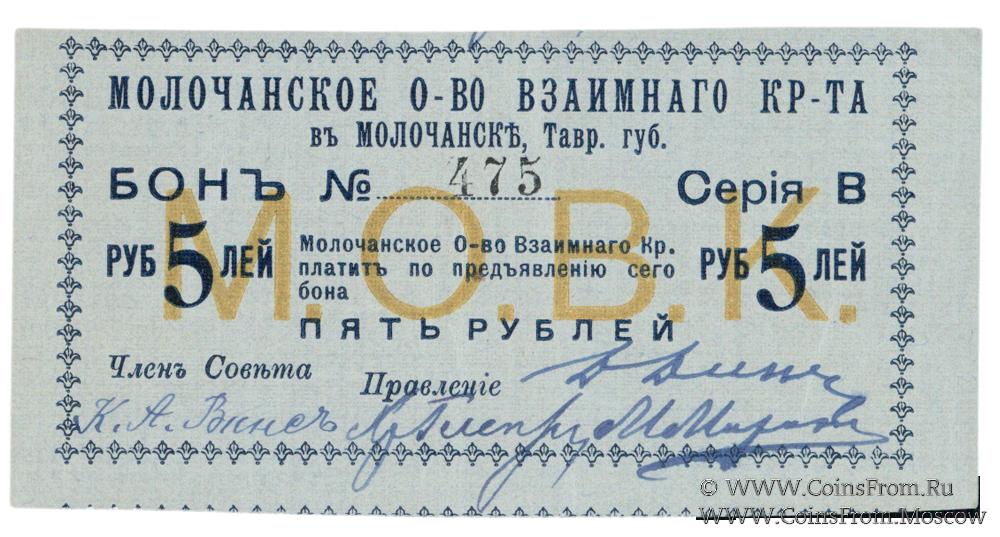 МОЛОЧАНСКОЕ О-ВО ВЗАИМНАГО КР-ТА
въ МОЛОЧАНСКѢ, Тавр. губ.
БОНЪ № 475 Серія В
М.О.В.К.
РУБ 5 ЛЕЙ
Молочанское О-во Взаимнаго Кр.
платитъ по предъявленію сего
бона
РУБ 5 ЛЕЙ
ПЯТЬ РУБЛЕЙ
Членъ Совѣта
Правленіе
К. А. Винсъ
© WWW.CoinsFrom.Ru
WWW.CoinsFrom.Moscow